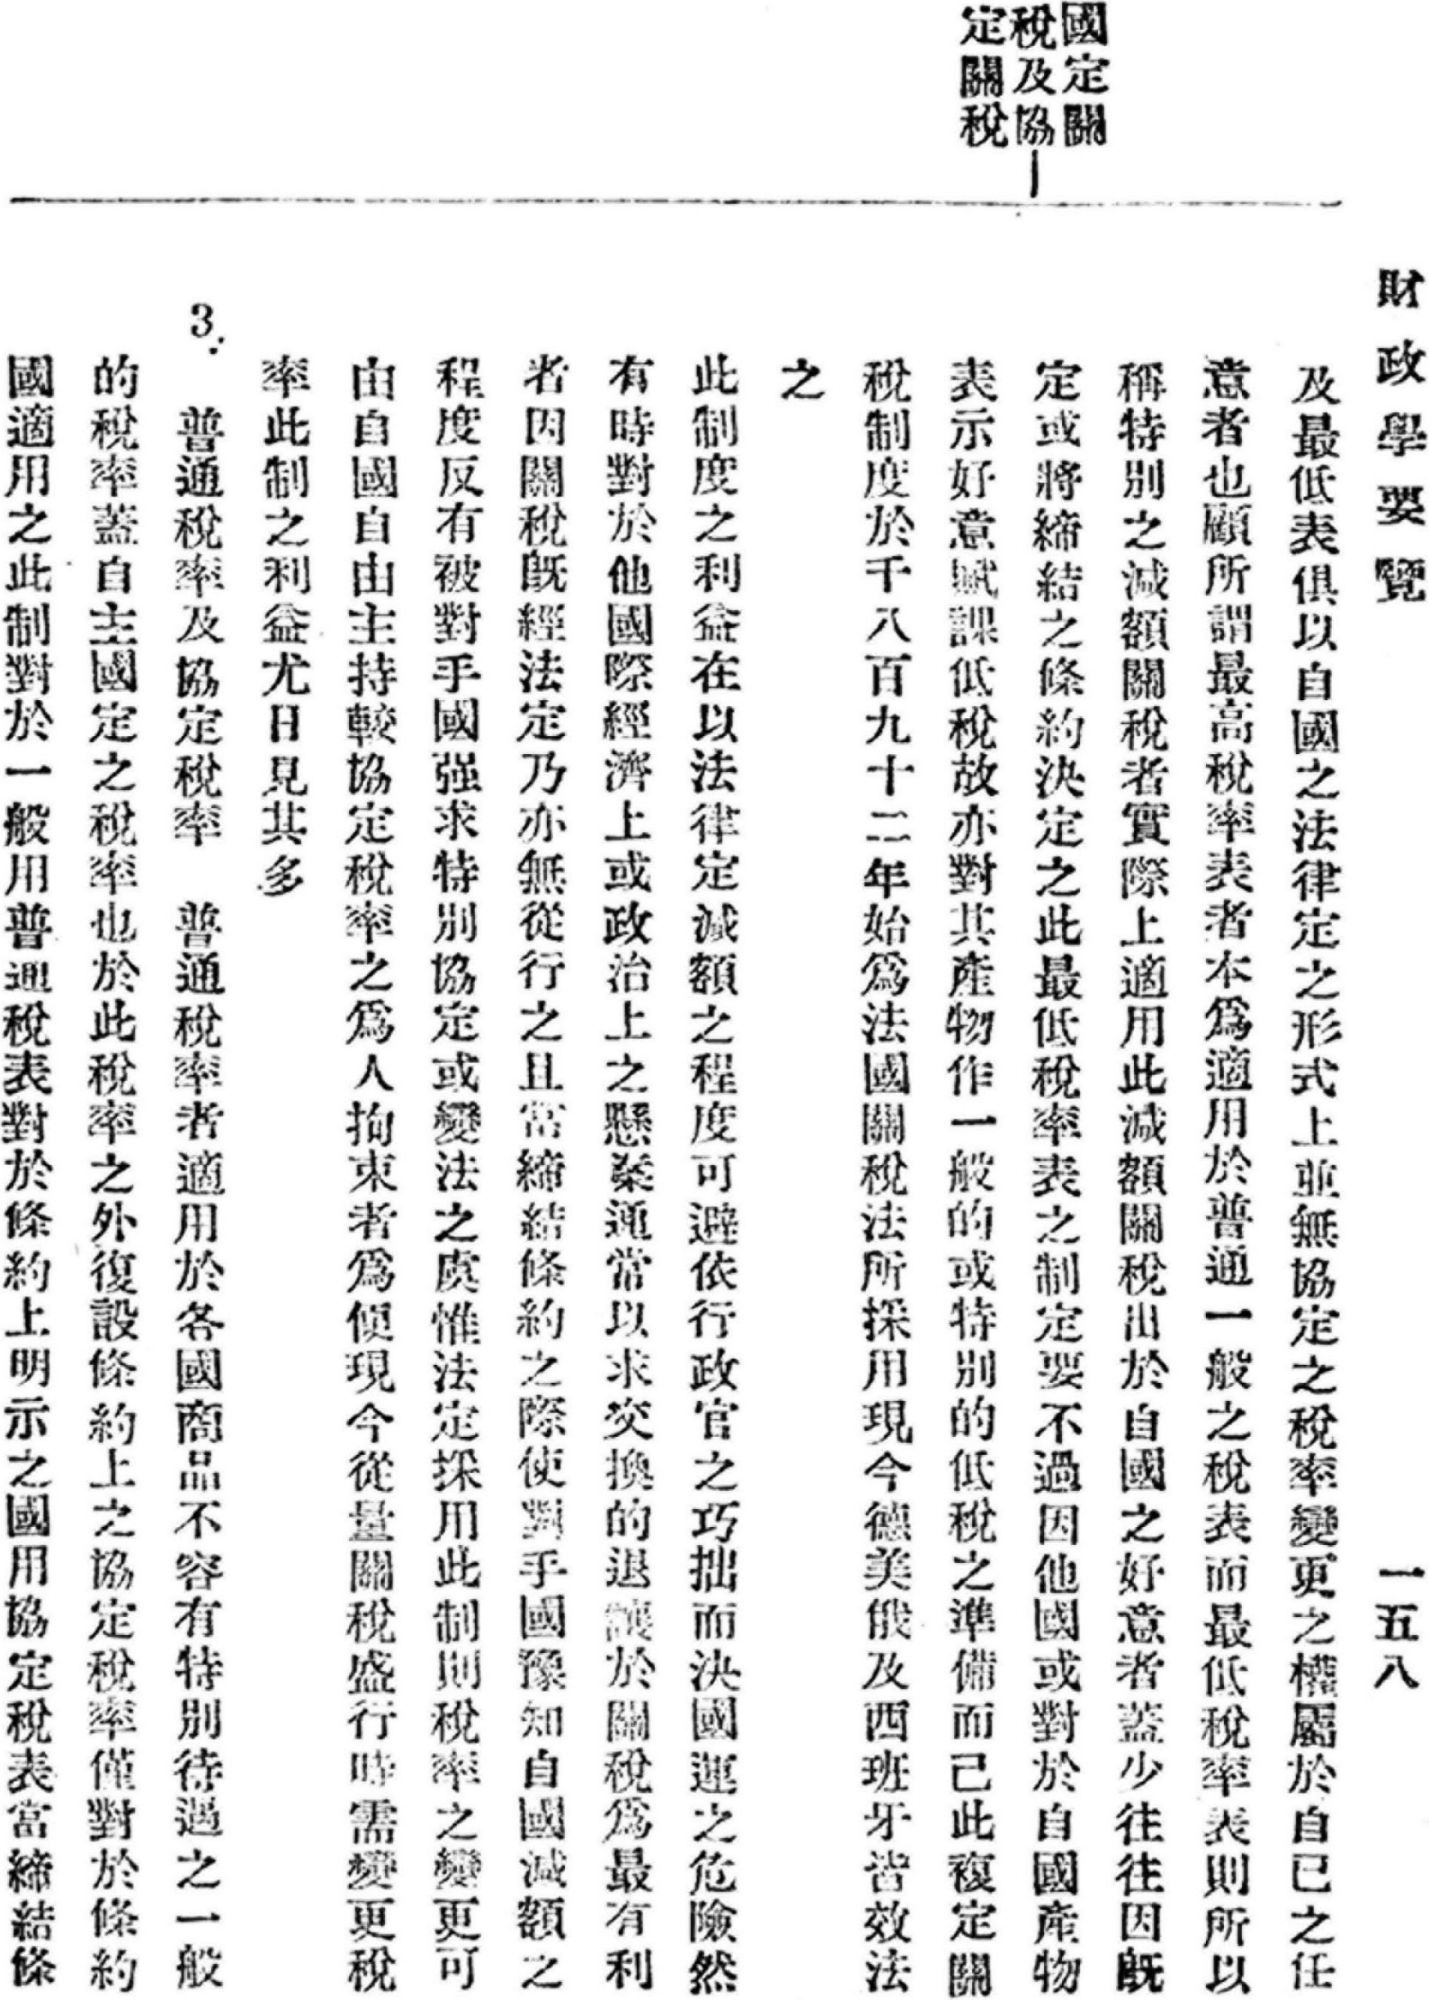 財政學要覽
一五八
國定關
稅及協
定關稅
及最低表俱以自國之法律定之形式上並無協定之稅率變更之權屬於自已之任
意者也顧所謂最高稅率表者本爲適用於普通一般之稅表而最低稅率表則所以
稱特別之減額關稅者實際上適用此減額關稅出於自國之好意者蓋少往往因既
定或將締結之條約決定之此最低稅率表之制定要不過因他國或對於自國產物
表示好意賦課低稅故亦對其產物作一般的或特別的低稅之準備而己此複定關
稅制度於千八百九十二年始爲法國關稅法所採用現今德美俄及西班牙皆效法
之
此制度之利益在以法律定減額之程度可避依行政官之巧拙而決國運之危險然
有時對於他國際經濟上或政治上之懸案通常以求交換的退讓於關稅爲最有利
者因關稅既經法定乃亦無從行之且當締結條約之際使對手國豫知自國減額之
程度反有被對手國强求特別協定或變法之虞惟法定採用此制則稅率之變更可
由自國自由主持較協定稅率之爲人拘束者爲便現今從量關稅盛行時需變更稅
率此制之利益尤日見其多
3. 普通稅率及協定稅率　普通稅率者適用於各國商品不容有特別待遇之一般
的稅率蓋自主國定之稅率也於此稅率之外復設條約上之協定稅率僅對於條約
國適用之此制對於一般用普通稅表對於條約上明示之國用協定稅表當締結條